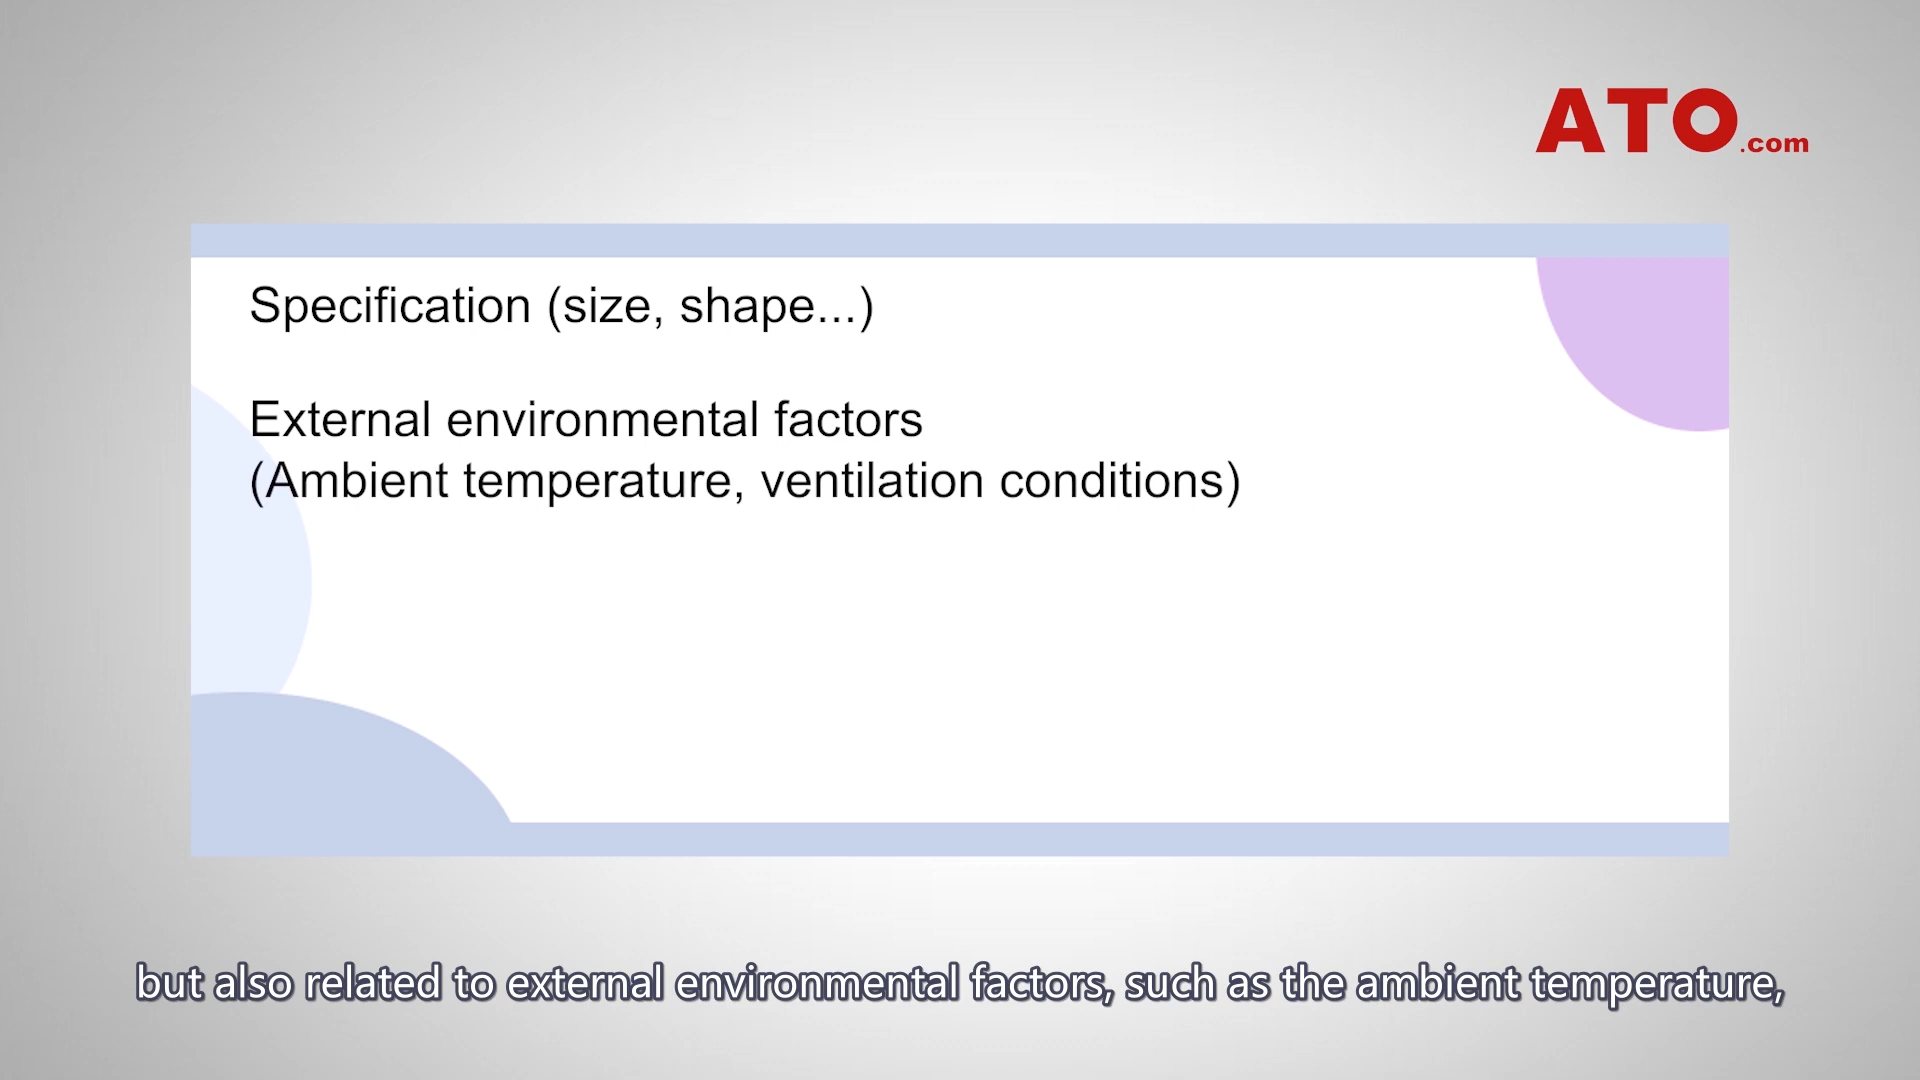 ATO.com
Specification (size, shape...)
External environmental factors
(Ambient temperature, ventilation conditions)
but also related to external environmental factors, such as the ambient temperature,